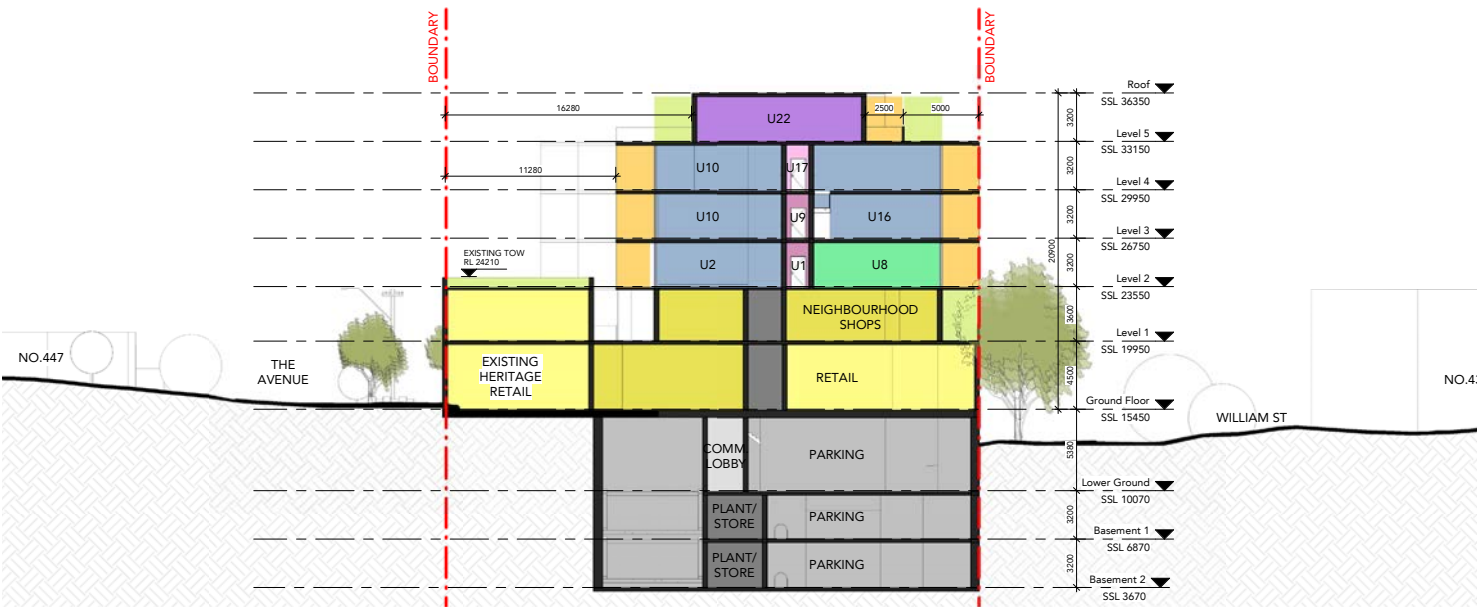 BOUNDARY
BOUNDARY
Roof
SSL 36350
16280
2500
5000
3200
U22
Level 5
SSL 33150
11280
U10
U17
3200
Level 4
SSL 29950
U10
U9
U16
3200
Level 3
SSL 26750
20900
EXISTING TOW
RL 24210
U2
U1
U8
3200
Level 2
SSL 23550
NEIGHBOURHOOD
SHOPS
3600
Level 1
SSL 19950
NO.447
THE
AVENUE
EXISTING
HERITAGE
RETAIL
RETAIL
4500
Ground Floor
SSL 15450
WILLIAM ST
COMM.
LOBBY
PARKING
5380
Lower Ground
SSL 10070
PLANT/
STORE
PARKING
3200
Basement 1
SSL 6870
PLANT/
STORE
PARKING
3200
Basement 2
SSL 3670